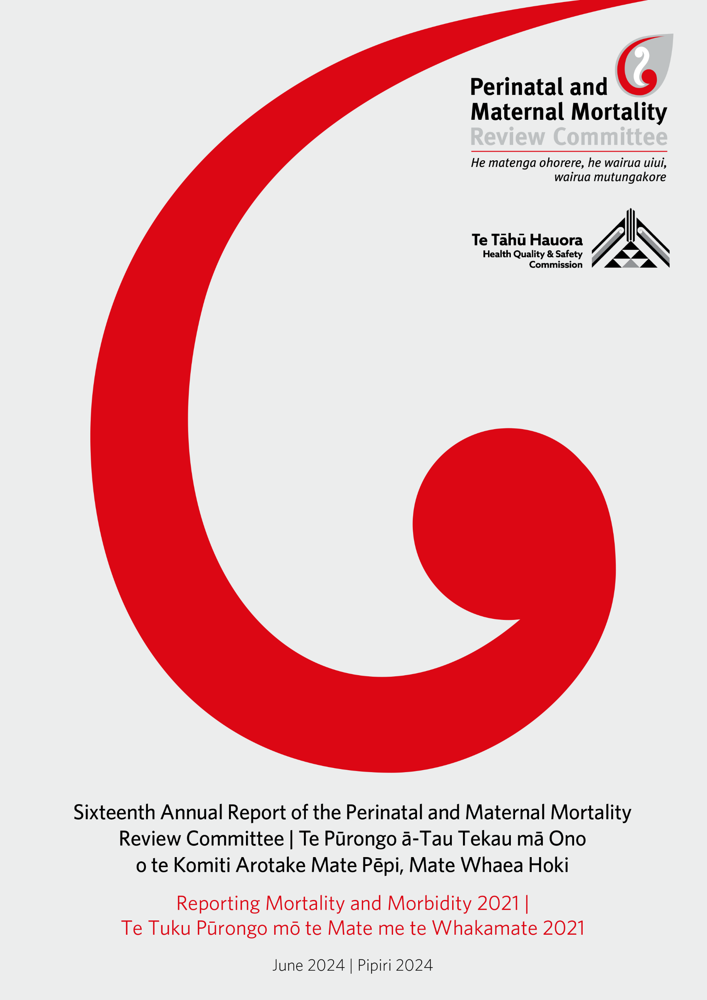 Perinatal and
Maternal Mortality
Review Committee
He matenga ohorere, he wairua uiui,
wairua mutungakore
Te Tāhū Hauora
Health Quality & Safety
Commission
Sixteenth Annual Report of the Perinatal and Maternal Mortality
Review Committee | Te Pūrongo ā-Tau Tekau mā Ono
o te Komiti Arotake Mate Pēpi, Mate Whaea Hoki
Reporting Mortality and Morbidity 2021 |
Te Tuku Pūrongo mō te Mate me te Whakamate 2021
June 2024 | Pipiri 2024